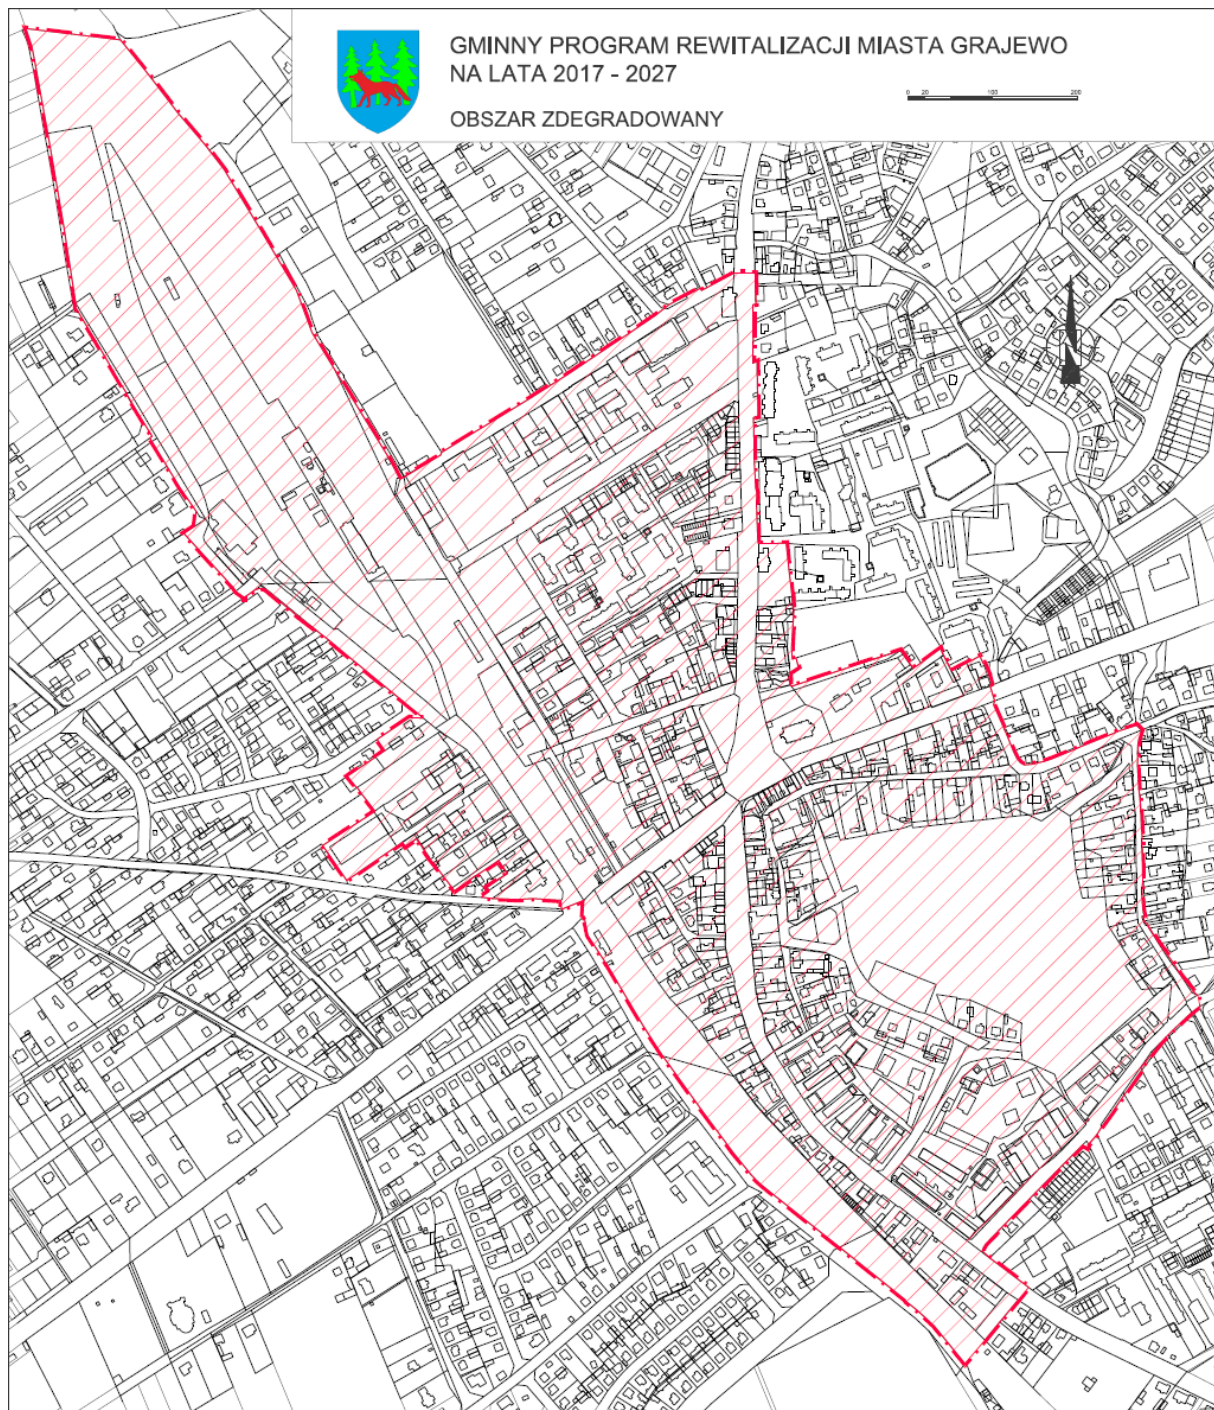 GMINNY PROGRAM REWITALIZACJI MIASTA GRAJEWO
NA LATA 2017 - 2027
OBSZAR ZDEGRADOWANY
0 20 100 200